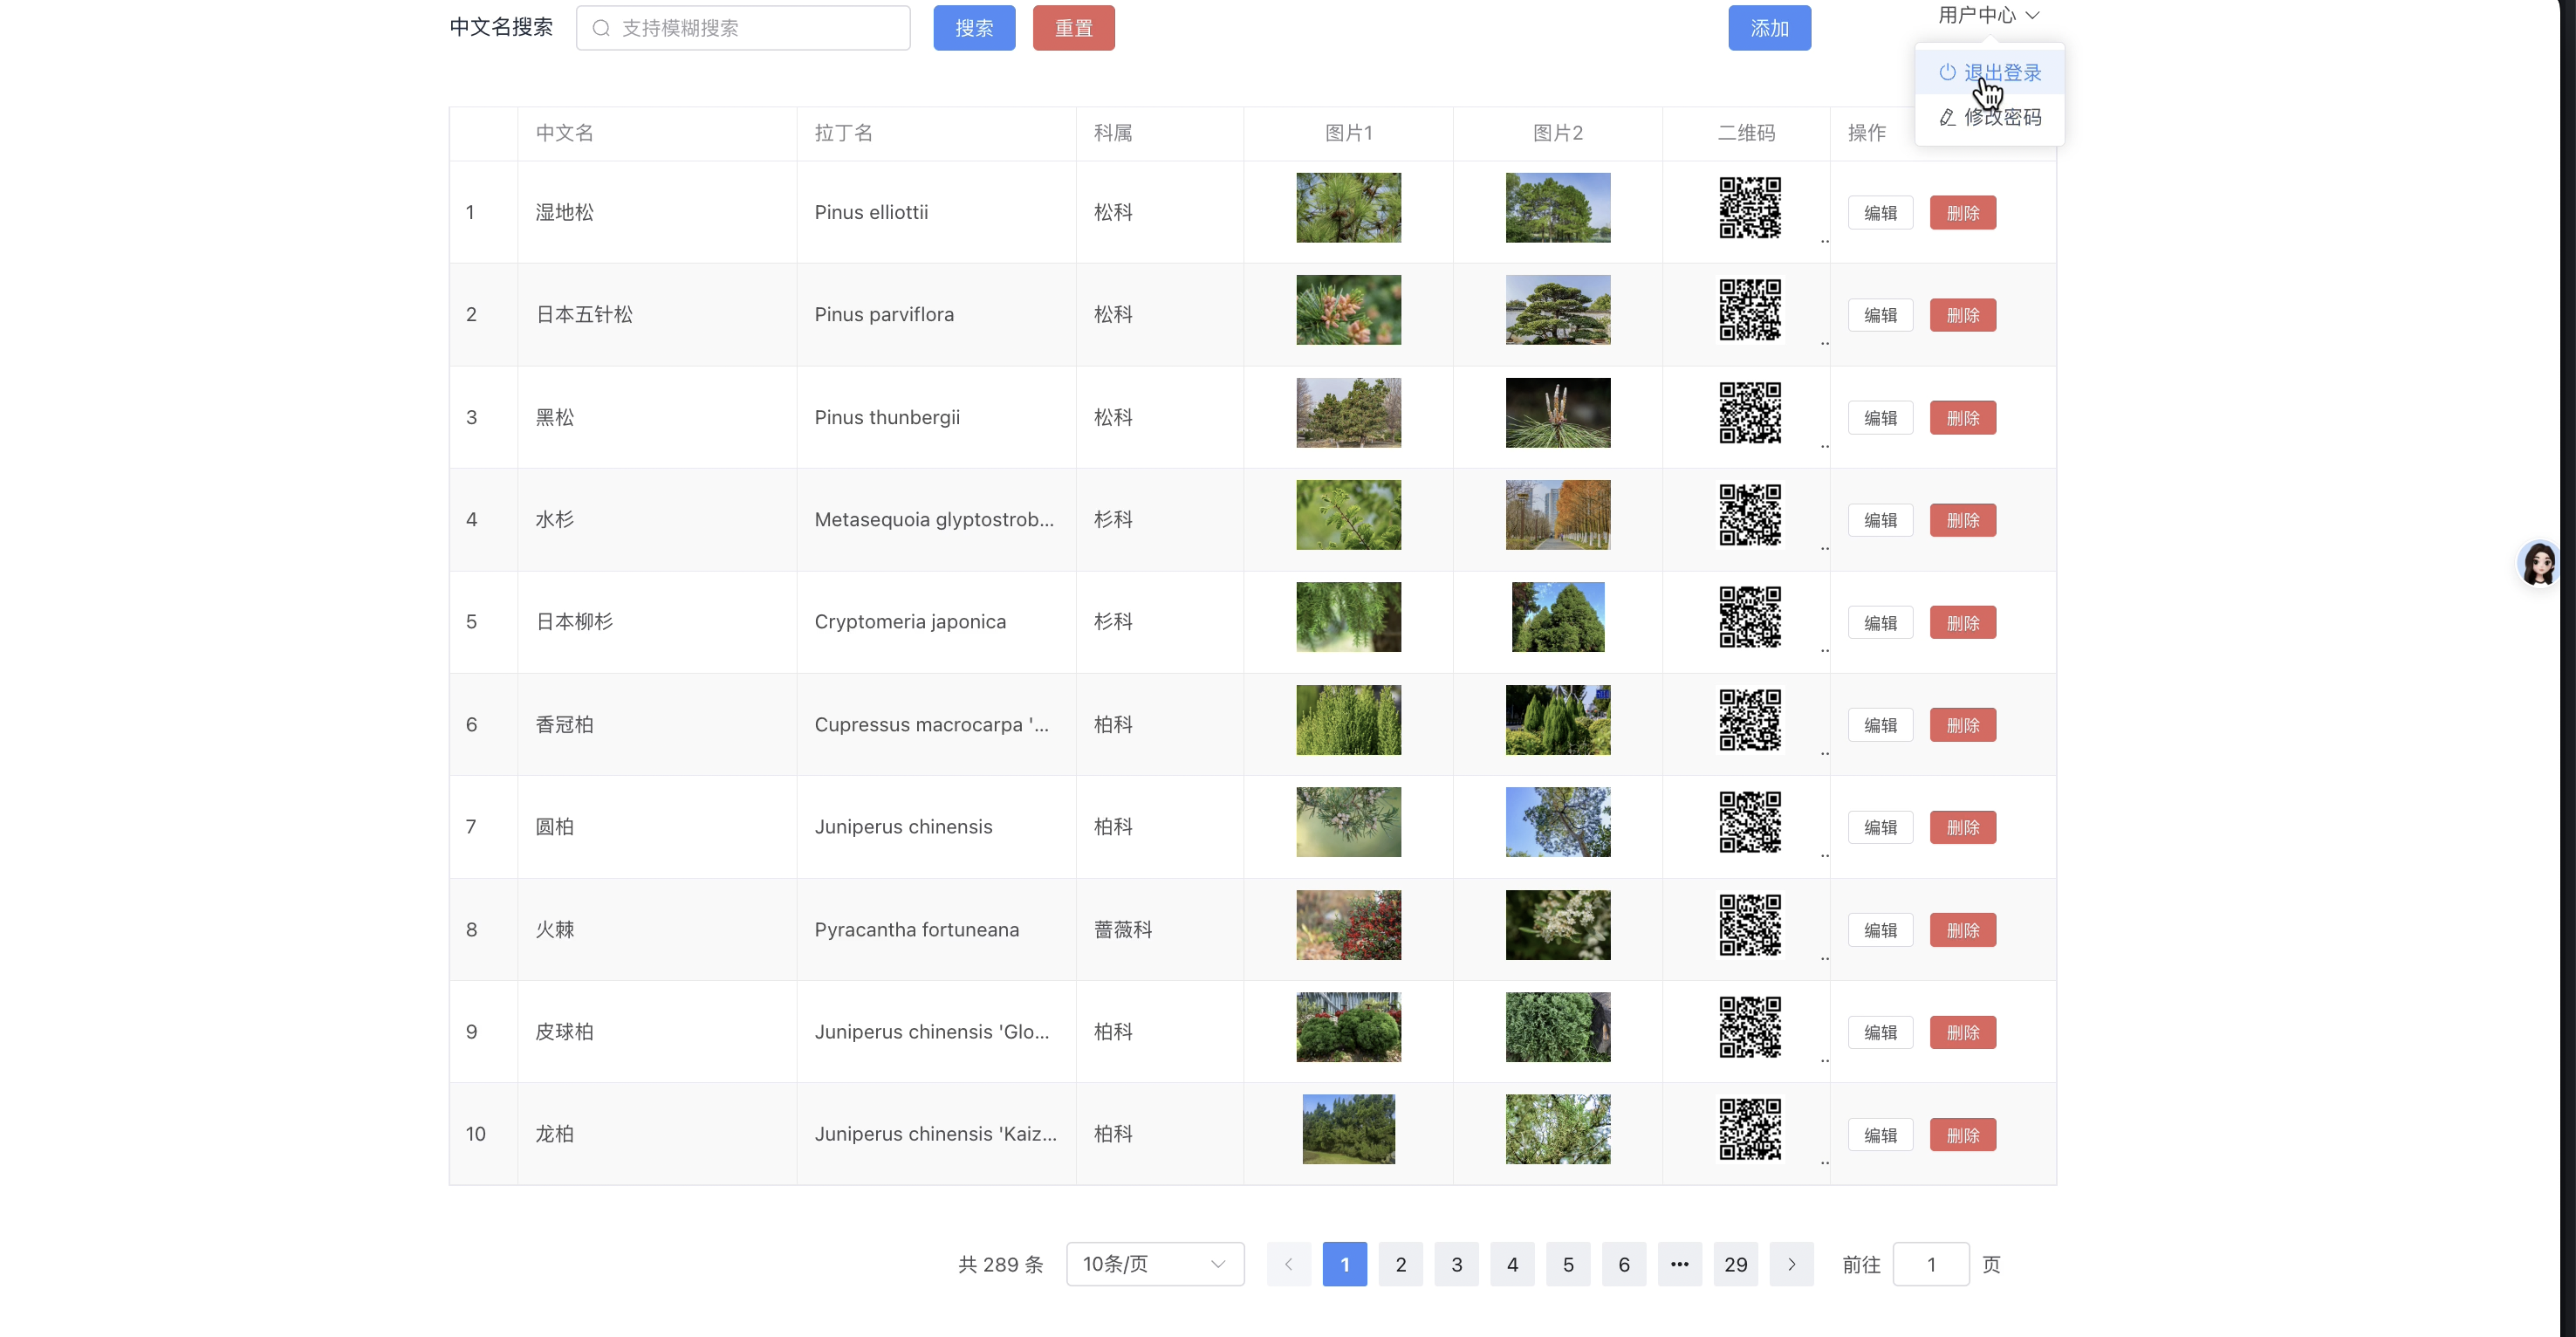 中文名搜索 支持模糊搜索 搜索 重置 添加 用户中心
退出登录
修改密码
中文名 拉丁名 科属 图片1 图片2 二维码 操作
1 湿地松 Pinus elliottii 松科 .. 编辑 删除
2 日本五针松 Pinus parviflora 松科 .. 编辑 删除
3 黑松 Pinus thunbergii 松科 .. 编辑 删除
4 水杉 Metasequoia glyptostrob... 杉科 .. 编辑 删除
5 日本柳杉 Cryptomeria japonica 杉科 .. 编辑 删除
6 香冠柏 Cupressus macrocarpa '... 柏科 .. 编辑 删除
7 圆柏 Juniperus chinensis 柏科 .. 编辑 删除
8 火棘 Pyracantha fortuneana 蔷薇科 .. 编辑 删除
9 皮球柏 Juniperus chinensis 'Glo... 柏科 .. 编辑 删除
10 龙柏 Juniperus chinensis 'Kaiz... 柏科 .. 编辑 删除
共 289 条 10条/页 1 2 3 4 5 6 ••• 29 前往 1 页